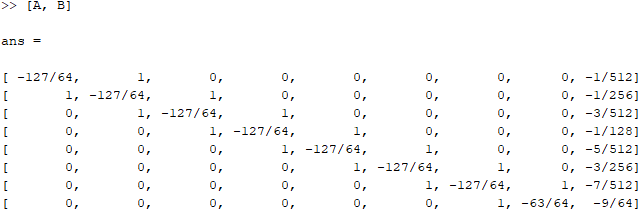 >> [A, B]
ans =
[ -127/64, 1, 0, 0, 0, 0, 0, 0, -1/512]
[ 1, -127/64, 1, 0, 0, 0, 0, 0, -1/256]
[ 0, 1, -127/64, 1, 0, 0, 0, 0, -3/512]
[ 0, 0, 1, -127/64, 1, 0, 0, 0, -1/128]
[ 0, 0, 0, 1, -127/64, 1, 0, 0, -5/512]
[ 0, 0, 0, 0, 1, -127/64, 1, 0, -3/256]
[ 0, 0, 0, 0, 0, 1, -127/64, 1, -7/512]
[ 0, 0, 0, 0, 0, 0, 1, -63/64, -9/64]